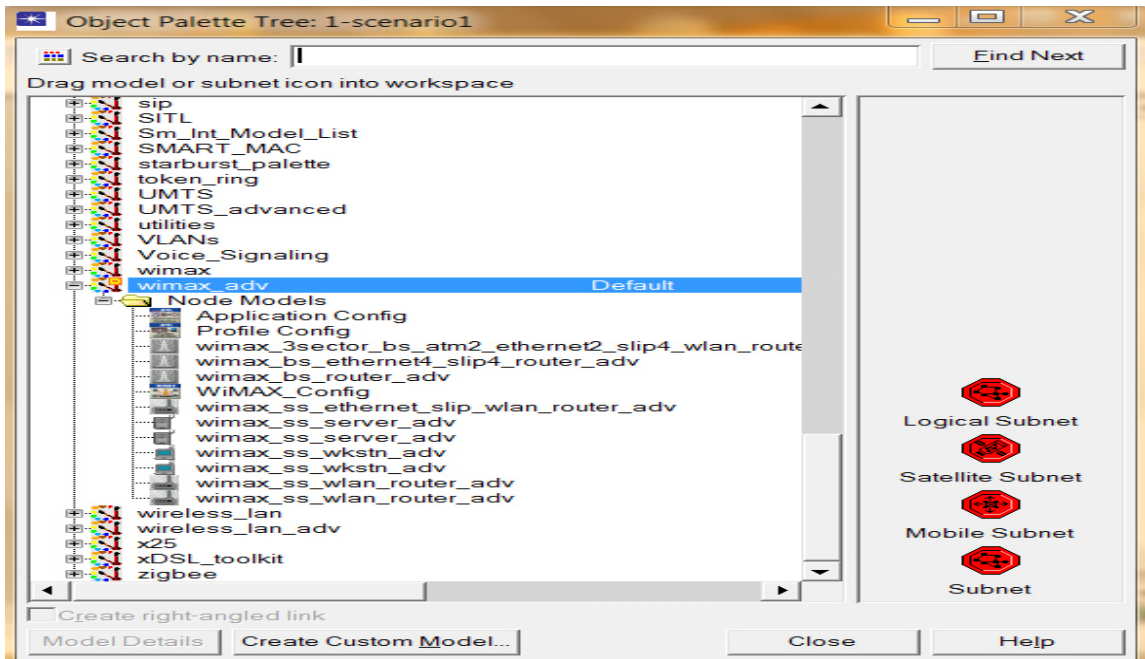 Object Palette Tree: 1-scenario1
Search by name:
Find Next
Drag model or subnet icon into workspace
sip
SITL
Sm_Int_Model_List
SMART_MAC
starburst_palette
token_ring
UMTS
UMTS_advanced
utilities
VLANs
Voice_Signaling
wimax
wimax_adv Default
Node Models
Application Config
Profile Config
wimax_3sector_bs_atm2_ethernet2_slip4_wlan_route
wimax_bs_ethernet4_slip4_router_adv
wimax_bs_router_adv
WiMAX_Config
wimax_ss_ethernet_slip_wlan_router_adv
wimax_ss_server_adv
wimax_ss_server_adv
wimax_ss_wkstn_adv
wimax_ss_wkstn_adv
wimax_ss_wlan_router_adv
wimax_ss_wlan_router_adv
wireless_lan
wireless_lan_adv
x25
xDSL_toolkit
zigbee
Logical Subnet
Satellite Subnet
Mobile Subnet
Subnet
Create right-angled link
Model Details
Create Custom Model...
Close
Help